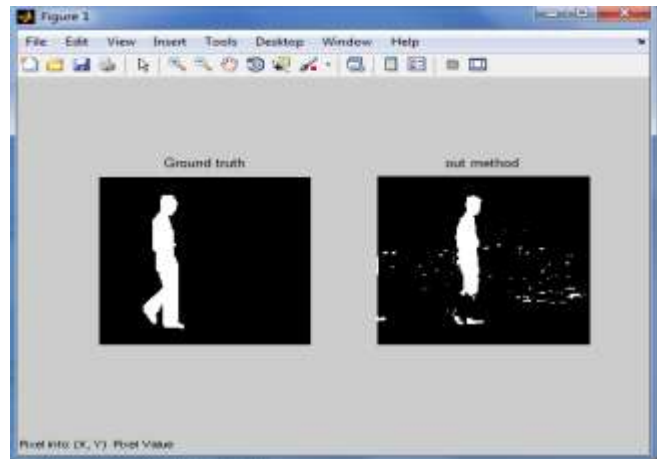 Figure 1
File Edit View Insert Tools Desktop Window Help
Ground truth
out method
Pixel info: (X, Y) Pixel Value